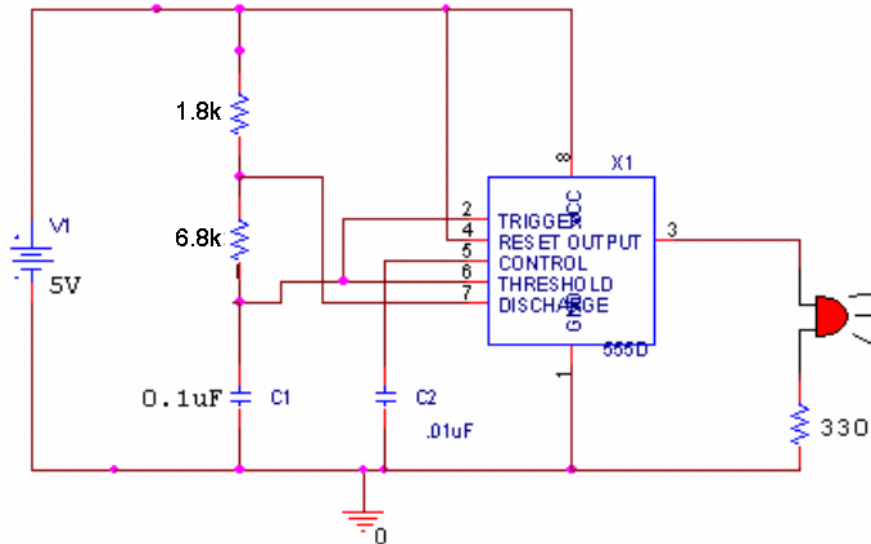 1.8k
8
X1
VCC
2 TRIGGER
V1
6.8k
4 RESET OUTPUT 3
5 CONTROL
6 THRESHOLD
5V
7 DISCHARGE
GND
555D
1
0.1uF C1 C2
.01uF
330
0